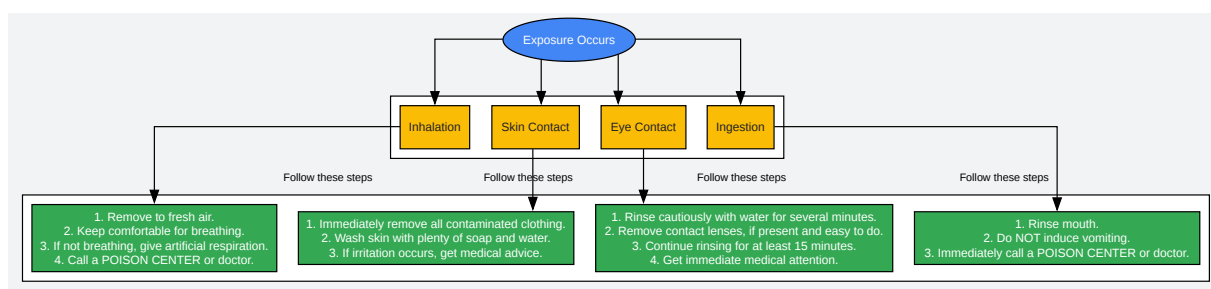 Exposure Occurs
Inhalation
Skin Contact
Eye Contact
Ingestion
Follow these steps
Follow these steps
Follow these steps
Follow these steps
1. Remove to fresh air.
2. Keep comfortable for breathing.
3. If not breathing, give artificial respiration.
4. Call a POISON CENTER or doctor.
1. Immediately remove all contaminated clothing.
2. Wash skin with plenty of soap and water.
3. If irritation occurs, get medical advice.
1. Rinse cautiously with water for several minutes.
2. Remove contact lenses, if present and easy to do.
3. Continue rinsing for at least 15 minutes.
4. Get immediate medical attention.
1. Rinse mouth.
2. Do NOT induce vomiting.
3. Immediately call a POISON CENTER or doctor.